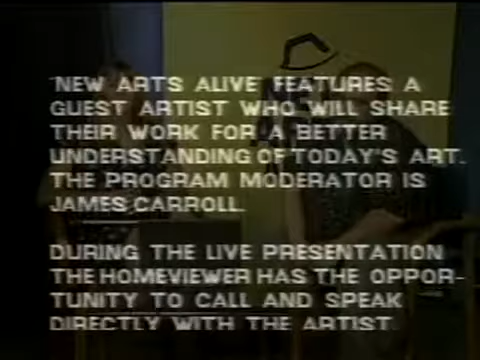 'NEW ARTS ALIVE' FEATURES A
GUEST ARTIST WHO WILL SHARE
THEIR WORK FOR A BETTER
UNDERSTANDING OF TODAY'S ART.
THE PROGRAM MODERATOR IS
JAMES CARROLL.
DURING THE LIVE PRESENTATION
THE HOMEVIEWER HAS THE OPPOR-
TUNITY TO CALL AND SPEAK
DIRECTLY WITH THE ARTIST.